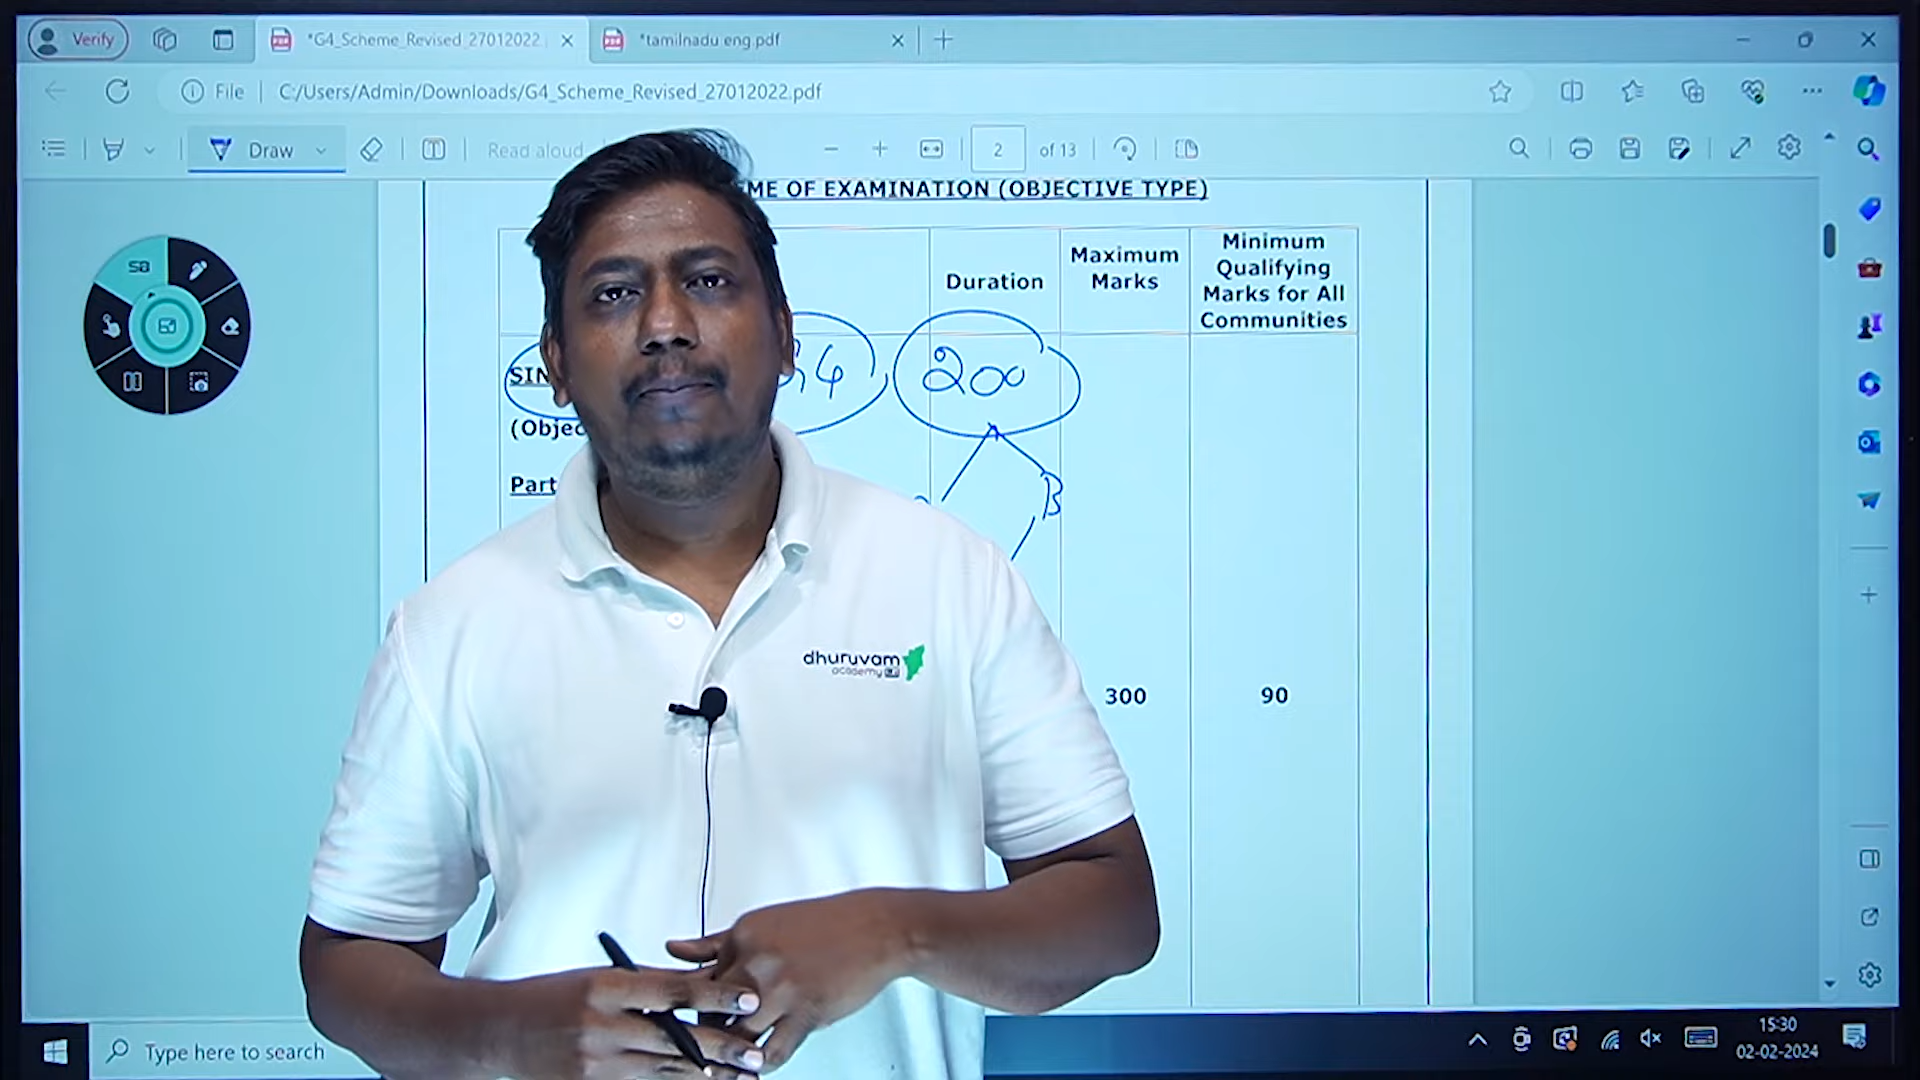 Verify
*G4_Scheme_Revised_27012022.p
*tamilnadu eng.pdf
File
C:/Users/Admin/Downloads/G4_Scheme_Revised_27012022.pdf
Draw
Read aloud
2
of 13
ME OF EXAMINATION (OBJECTIVE TYPE)
Duration
Maximum
Marks
Minimum
Qualifying
Marks for All
Communities
SIN
4
200
(Objec
Part
B
300
90
dhuruvam
academy
Type here to search
15:30
02-02-2024